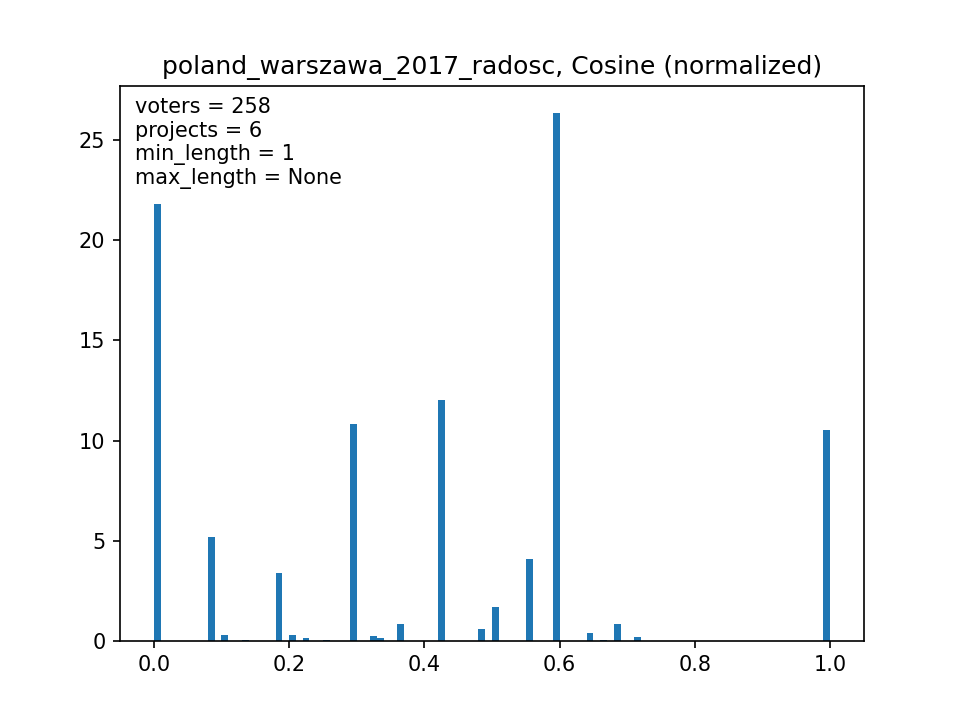 poland_warszawa_2017_radosc, Cosine (normalized)
voters = 258
projects = 6
min_length = 1
max_length = None
25
20
15
10
5
0
0.0 0.2 0.4 0.6 0.8 1.0